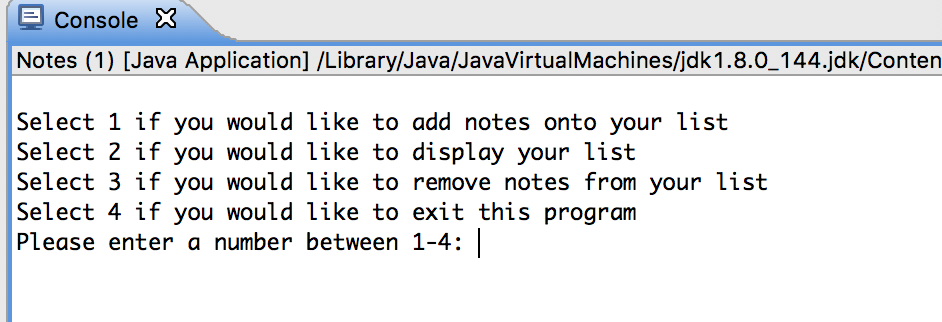 Console
Notes (1) [Java Application] /Library/Java/JavaVirtualMachines/jdk1.8.0_144.jdk/Conten
Select 1 if you would like to add notes onto your list
Select 2 if you would like to display your list
Select 3 if you would like to remove notes from your list
Select 4 if you would like to exit this program
Please enter a number between 1-4: